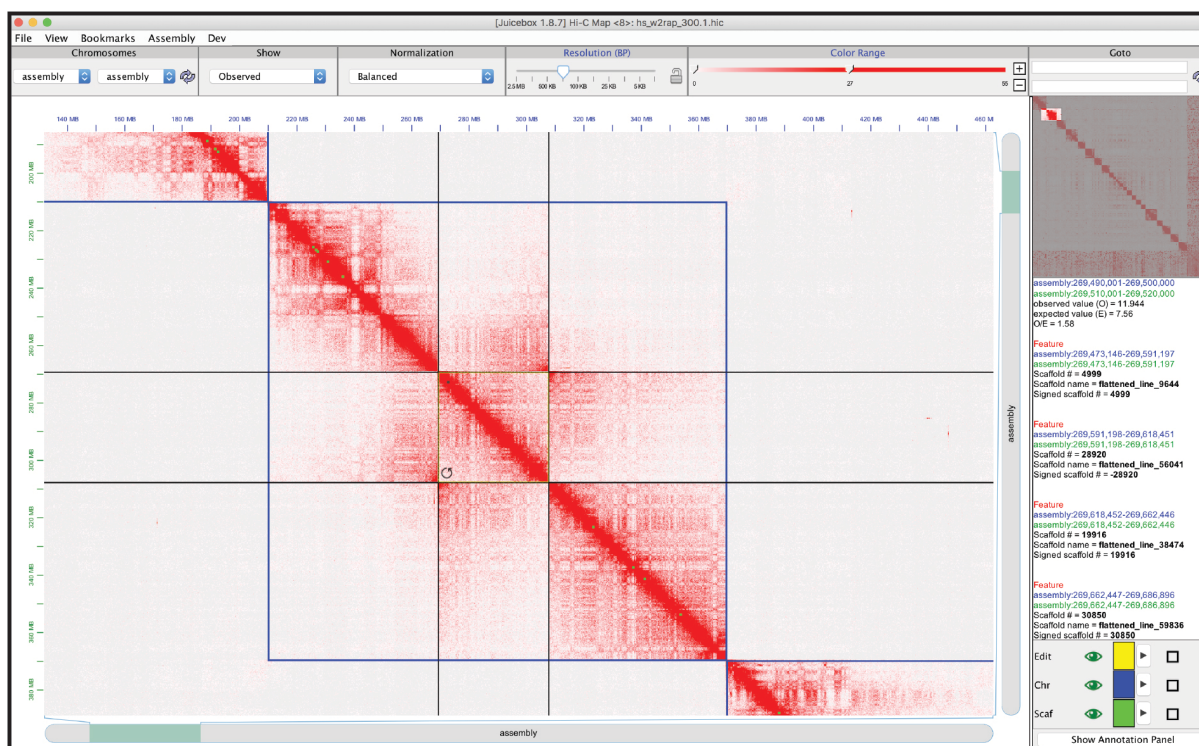 [Juicebox 1.8.7] Hi-C Map <8>: hs_w2rap_300.1.hic
File View Bookmarks Assembly Dev
Chromosomes Show Normalization Resolution (BP) Color Range Goto
assembly assembly Observed Balanced
2.5 MB 500 KB 100 KB 25 KB 5 KB
0 27 55
140 MB 160 MB 180 MB 200 MB 220 MB 240 MB 260 MB 280 MB 300 MB 320 MB 340 MB 360 MB 380 MB 400 MB 420 MB 440 MB 460 M
200 MB
220 MB
240 MB
260 MB
280 MB
300 MB
320 MB
340 MB
360 MB
380 MB
assembly
assembly
assembly:269,490,001-269,500,000
assembly:269,510,001-269,520,000
observed value (O) = 11.944
expected value (E) = 7.56
O/E = 1.58
Feature
assembly:269,473,146-269,591,197
assembly:269,473,146-269,591,197
Scaffold # = 4999
Scaffold name = flattened_line_9644
Signed scaffold # = 4999
Feature
assembly:269,591,198-269,618,451
assembly:269,591,198-269,618,451
Scaffold # = 28920
Scaffold name = flattened_line_56041
Signed scaffold # = -28920
Feature
assembly:269,618,452-269,662,446
assembly:269,618,452-269,662,446
Scaffold # = 19916
Scaffold name = flattened_line_38474
Signed scaffold # = 19916
Feature
assembly:269,662,447-269,686,896
assembly:269,662,447-269,686,896
Scaffold # = 30850
Scaffold name = flattened_line_59836
Signed scaffold # = 30850
Edit
Chr
Scaf
Show Annotation Panel